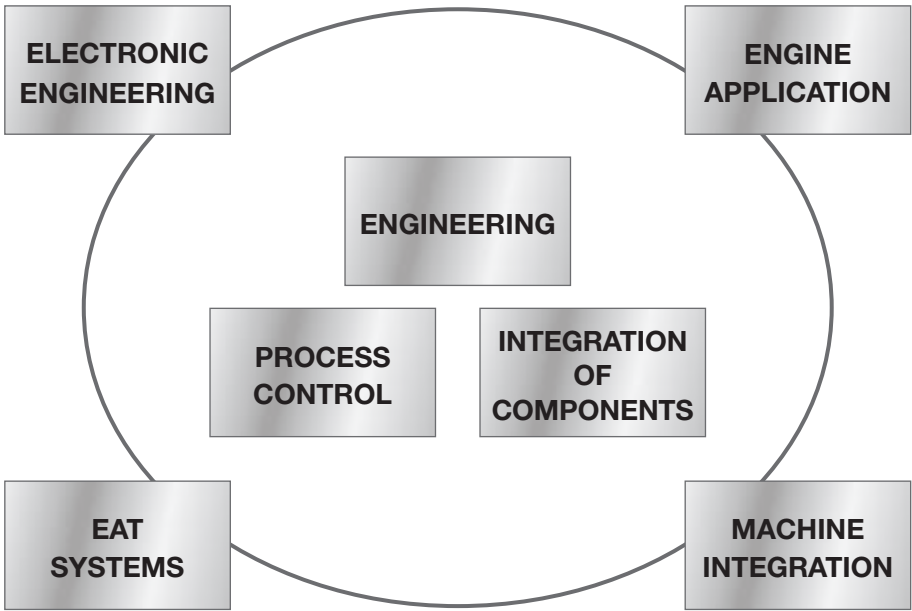 ELECTRONIC
ENGINEERING
ENGINE
APPLICATION
ENGINEERING
PROCESS
CONTROL
INTEGRATION
OF
COMPONENTS
EAT
SYSTEMS
MACHINE
INTEGRATION